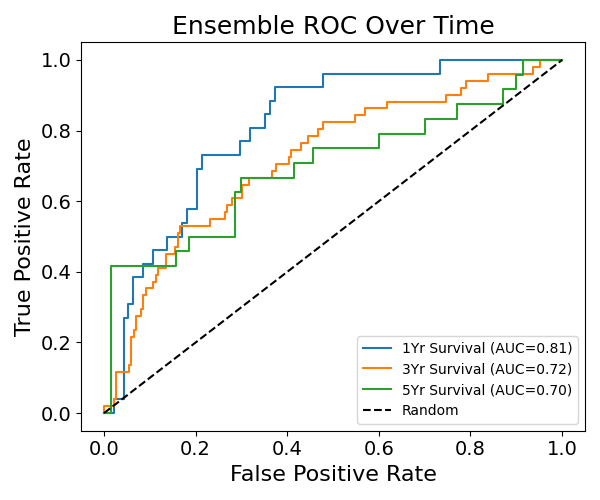 Ensemble ROC Over Time
True Positive Rate
1.0
0.8
0.6
0.4
0.2
0.0
0.0 0.2 0.4 0.6 0.8 1.0
False Positive Rate
1Yr Survival (AUC=0.81)
3Yr Survival (AUC=0.72)
5Yr Survival (AUC=0.70)
Random